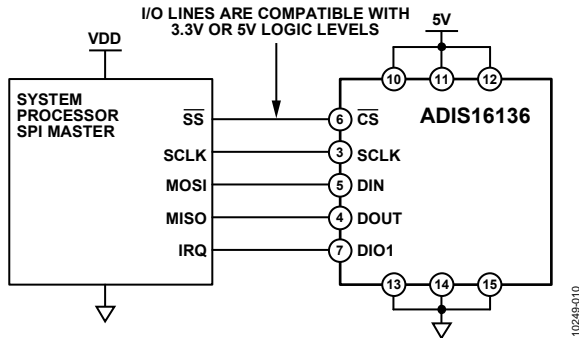 I/O LINES ARE COMPATIBLE WITH
3.3V OR 5V LOGIC LEVELS
VDD
5V
10 11 12
SYSTEM
PROCESSOR
SPI MASTER
ADIS16136
SS 6 CS
SCLK 3 SCLK
MOSI 5 DIN
MISO 4 DOUT
IRQ 7 DIO1
13 14 15
10249-010